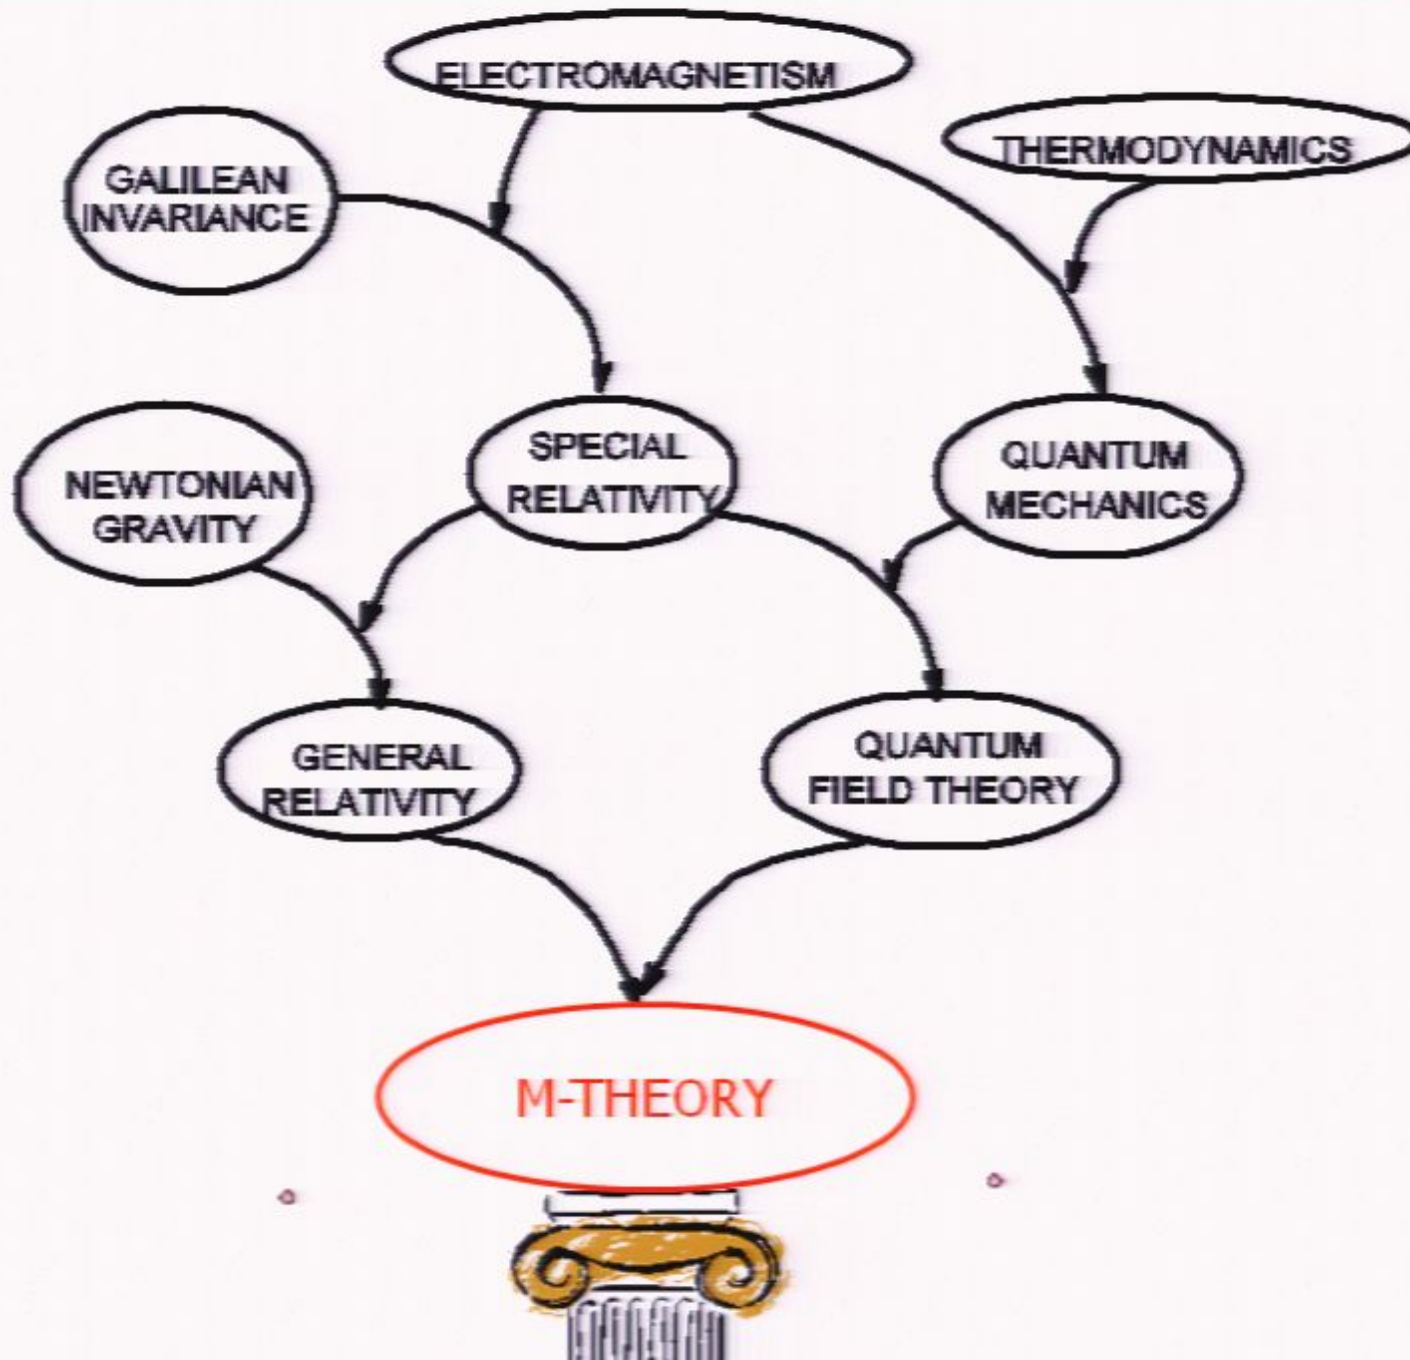 ELECTROMAGNETISM
THERMODYNAMICS
GALILEAN
INVARIANCE
NEWTONIAN
GRAVITY
SPECIAL
RELATIVITY
QUANTUM
MECHANICS
GENERAL
RELATIVITY
QUANTUM
FIELD THEORY
M-THEORY